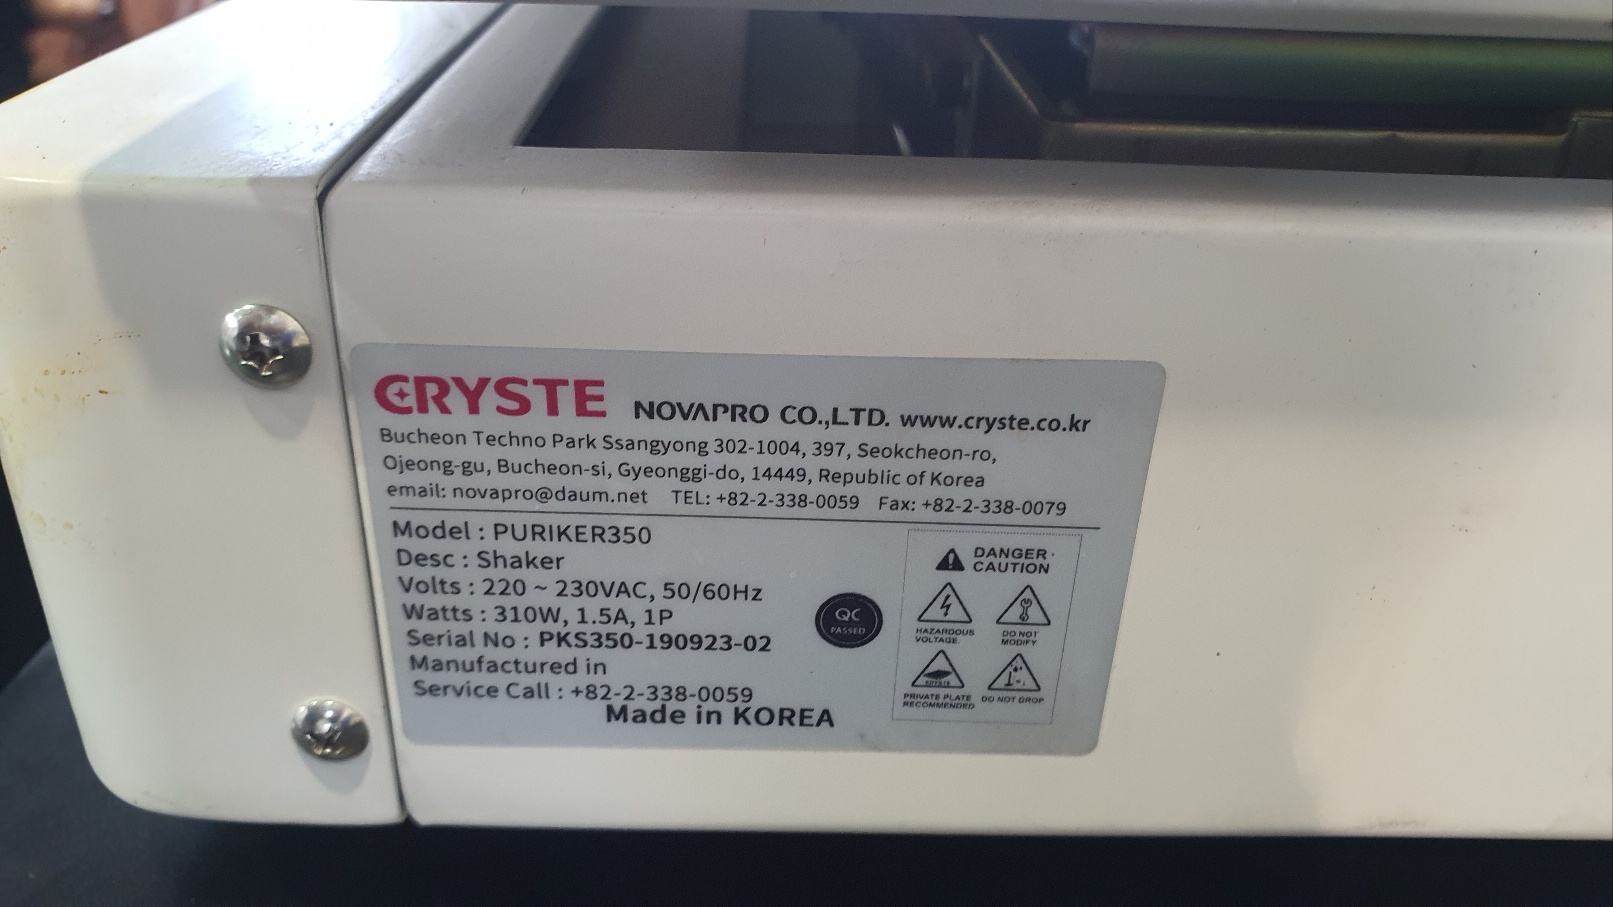 CRYSTE NOVAPRO CO.,LTD. www.cryste.co.kr
Bucheon Techno Park Ssangyong 302-1004, 397, Seokcheon-ro,
Ojeong-gu, Bucheon-si, Gyeonggi-do, 14449, Republic of Korea
email: novapro@daum.net TEL: +82-2-338-0059 Fax: +82-2-338-0079
Model : PURIKER350
Desc : Shaker
Volts : 220 ~ 230VAC, 50/60Hz
Watts : 310W, 1.5A, 1P
Serial No : PKS350-190923-02
Manufactured in
Service Call : +82-2-338-0059
Made in KOREA
QC
PASSED
DANGER·
CAUTION
HAZARDOUS
VOLTAGE.
DO NOT
MODIFY
PRIVATE PLATE
RECOMMENDED
DO NOT DROP